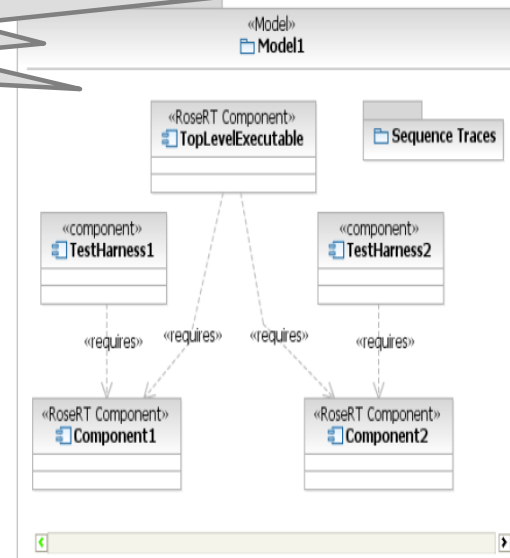 «Model»
Model1
«RoseRT Component»
TopLevelExecutable
Sequence Traces
«component»
TestHarness1
«component»
TestHarness2
«requires»
«requires»
«requires»
«requires»
«RoseRT Component»
Component1
«RoseRT Component»
Component2